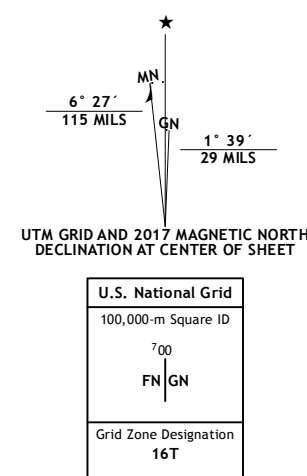 MN
6° 27´
115 MILS
GN
1° 39´
29 MILS
UTM GRID AND 2017 MAGNETIC NORTH
DECLINATION AT CENTER OF SHEET
U.S. National Grid
100,000-m Square ID
⁷00
FN GN
Grid Zone Designation
16T